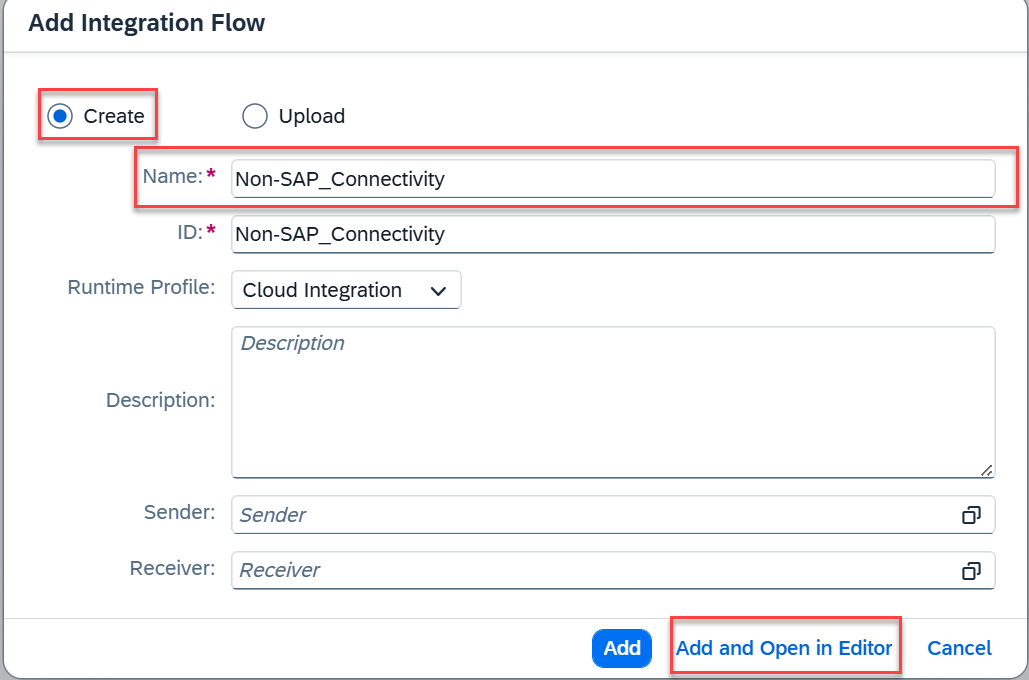 Add Integration Flow
Create Upload
Name:* Non-SAP_Connectivity
ID:* Non-SAP_Connectivity
Runtime Profile: Cloud Integration
Description
Description:
Sender: Sender
Receiver: Receiver
Add Add and Open in Editor Cancel